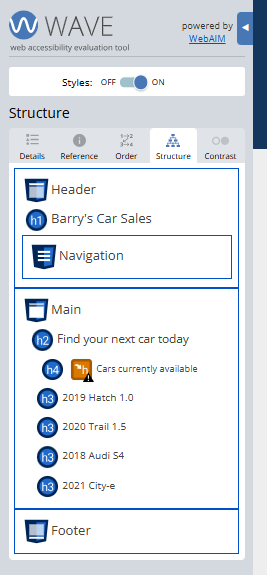 WAVE
powered by
WebAIM
web accessibility evaluation tool
Styles: OFF ON
Structure
Details Reference Order Structure Contrast
Header
h1 Barry's Car Sales
Navigation
Main
h2 Find your next car today
h4 h Cars currently available
h3 2019 Hatch 1.0
h3 2020 Trail 1.5
h3 2018 Audi S4
h3 2021 City-e
Footer